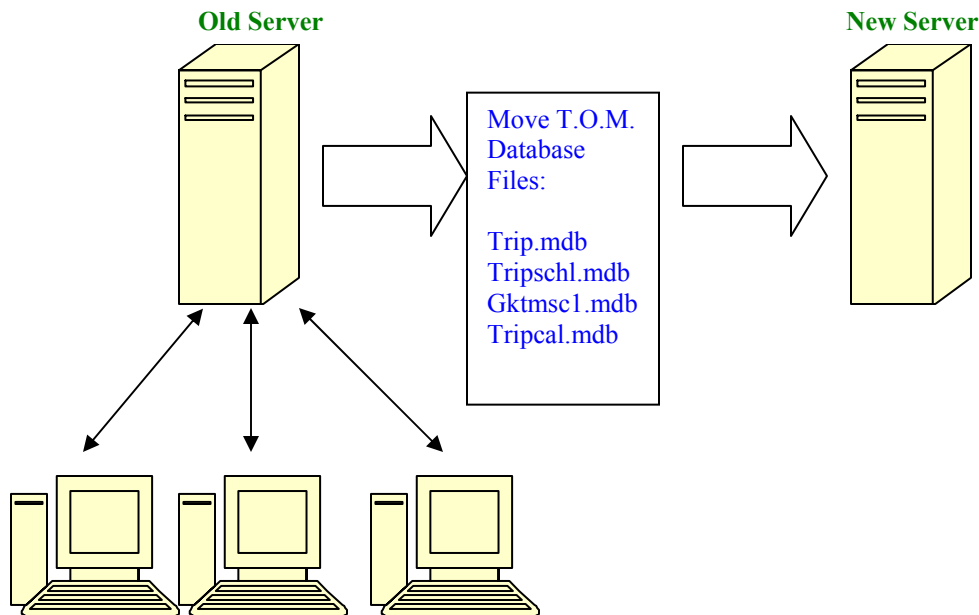 Old Server
New Server
Move T.O.M.
Database
Files:
Trip.mdb
Tripschl.mdb
Gktmsc1.mdb
Tripcal.mdb